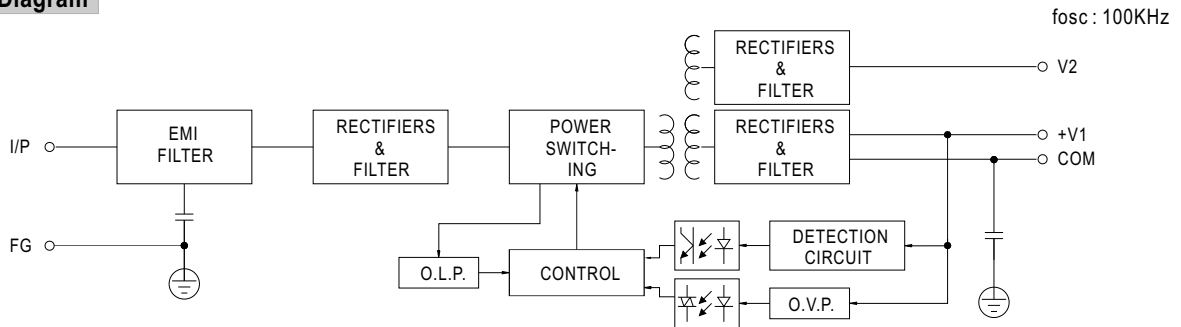 Diagram
fosc : 100KHz
RECTIFIERS
&
FILTER
V2
I/P
EMI
FILTER
RECTIFIERS
&
FILTER
POWER
SWITCH-
ING
RECTIFIERS
&
FILTER
+V1
COM
FG
O.L.P.
CONTROL
DETECTION
CIRCUIT
O.V.P.